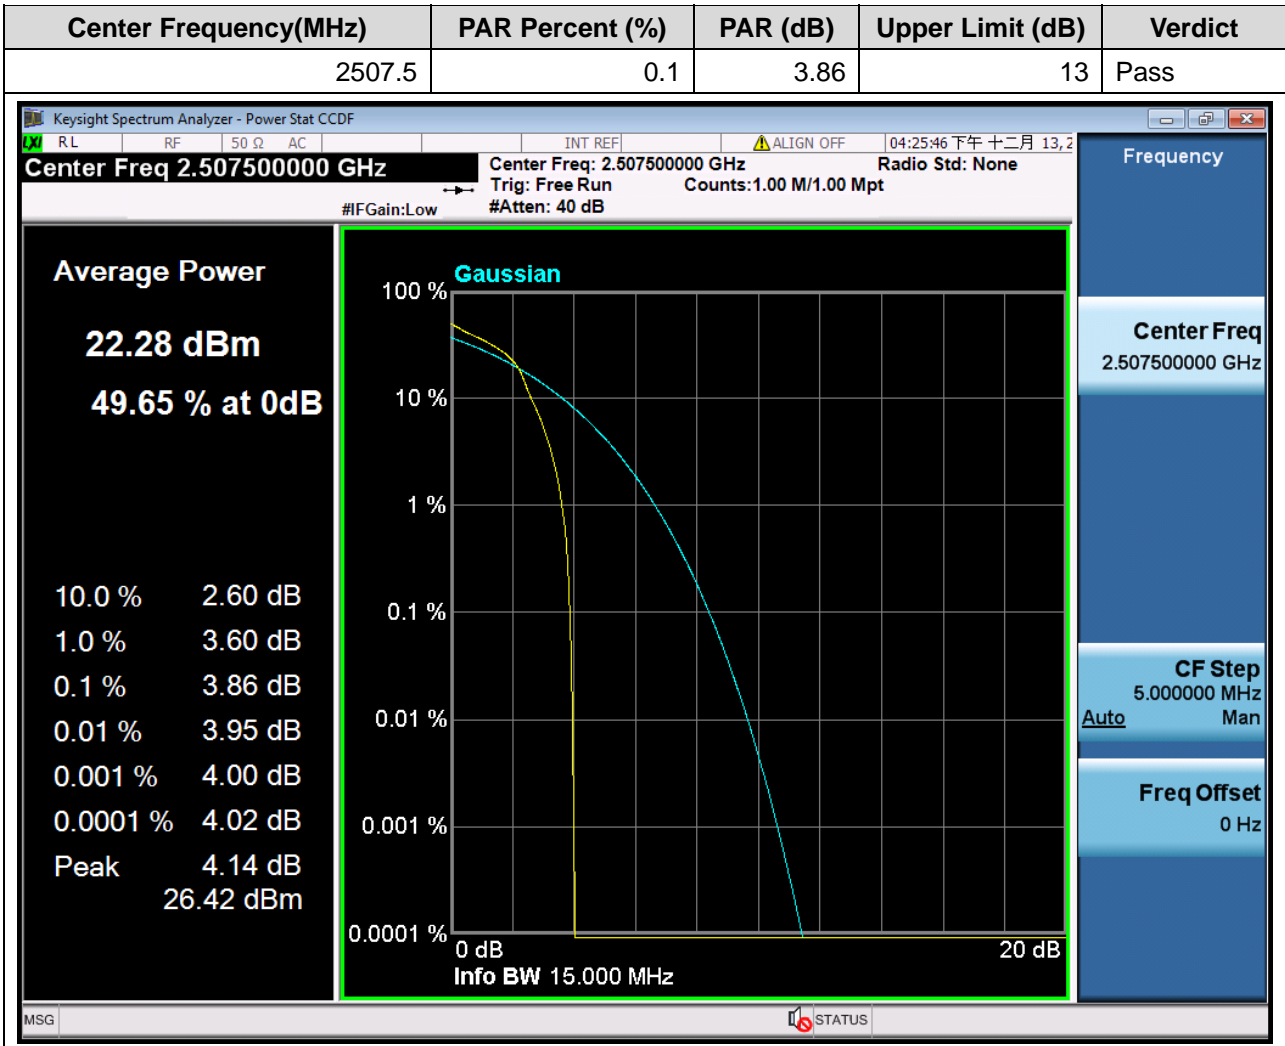 Center Frequency(MHz) PAR Percent (%) PAR (dB) Upper Limit (dB) Verdict
2507.5 0.1 3.86 13 Pass
Keysight Spectrum Analyzer - Power Stat CCDF
LXI RL RF 50 Ω AC INT REF ALIGN OFF 04:25:46 下午 十二月 13, 2
Center Freq 2.507500000 GHz
#IFGain:Low
Center Freq: 2.507500000 GHz Radio Std: None
Trig: Free Run Counts:1.00 M/1.00 Mpt
#Atten: 40 dB
Average Power
22.28 dBm
49.65 % at 0dB
10.0 % 2.60 dB
1.0 % 3.60 dB
0.1 % 3.86 dB
0.01 % 3.95 dB
0.001 % 4.00 dB
0.0001 % 4.02 dB
Peak 4.14 dB
26.42 dBm
Gaussian
100 %
10 %
1 %
0.1 %
0.01 %
0.001 %
0.0001 %
0 dB 20 dB
Info BW 15.000 MHz
Frequency
Center Freq
2.507500000 GHz
CF Step
5.000000 MHz
Auto Man
Freq Offset
0 Hz
MSG STATUS